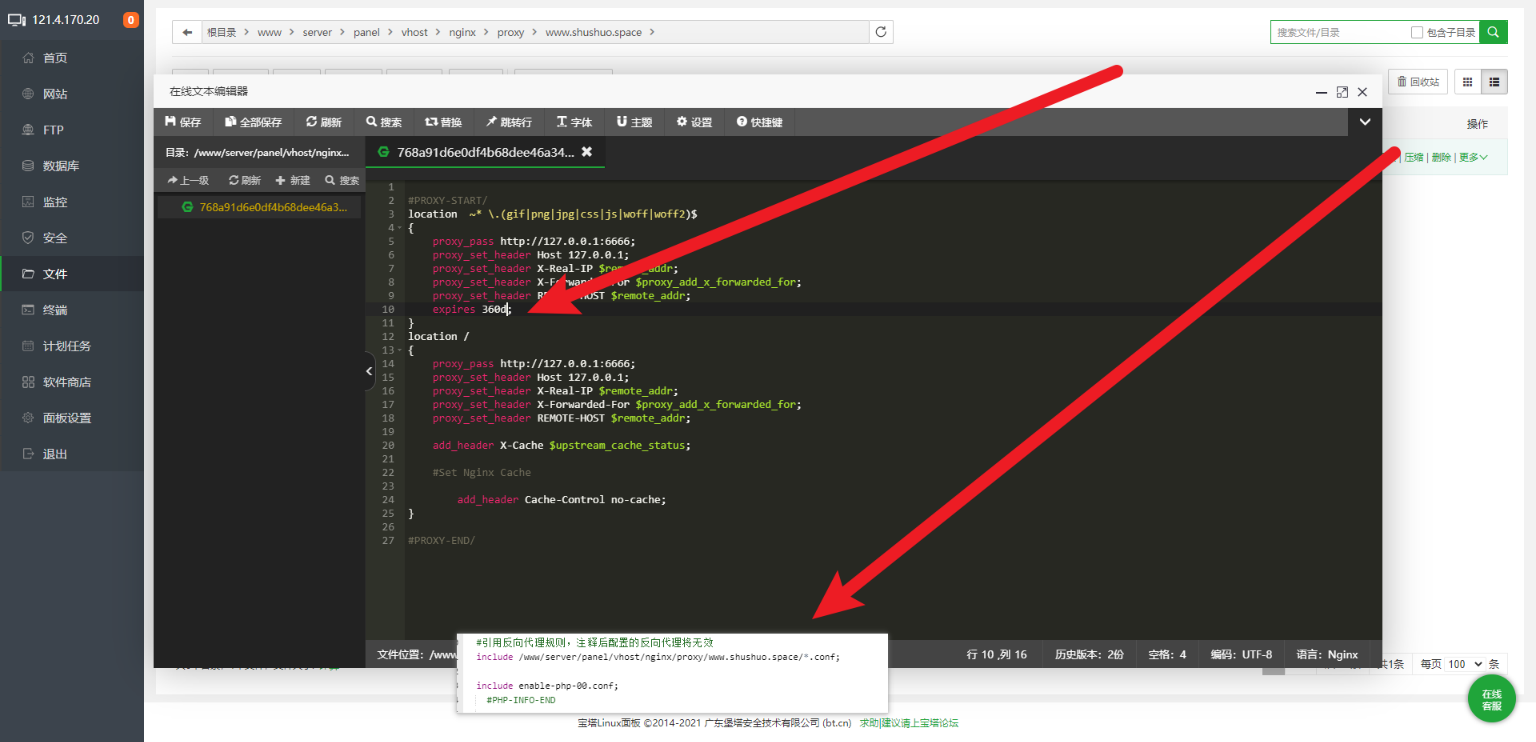 121.4.170.20
0
首页
网站
FTP
数据库
监控
安全
文件
终端
计划任务
软件商店
面板设置
退出
根目录 > www > server > panel > vhost > nginx > proxy > www.shushuo.space >
搜索文件/目录
包含子目录
回收站
操作
| 压缩 | 删除 | 更多
在线文本编辑器
保存 全部保存 刷新 搜索 替换 跳转行 字体 主题 设置 快捷键
目录: /www/server/panel/vhost/nginx...
上一级 刷新 新建 搜索
768a91d6e0df4b68dee46a3...
768a91d6e0df4b68dee46a34...
1
2 #PROXY-START/
3 location ~* \.(gif|png|jpg|css|js|woff|woff2)$
4 {
5 proxy_pass http://127.0.0.1:6666;
6 proxy_set_header Host 127.0.0.1;
7 proxy_set_header X-Real-IP $remote_addr;
8 proxy_set_header X-Forwarded-For $proxy_add_x_forwarded_for;
9 proxy_set_header REMOTE-HOST $remote_addr;
10 expires 360d;
11 }
12 location /
13 {
14 proxy_pass http://127.0.0.1:6666;
15 proxy_set_header Host 127.0.0.1;
16 proxy_set_header X-Real-IP $remote_addr;
17 proxy_set_header X-Forwarded-For $proxy_add_x_forwarded_for;
18 proxy_set_header REMOTE-HOST $remote_addr;
19
20 add_header X-Cache $upstream_cache_status;
21
22 #Set Nginx Cache
23
24 add_header Cache-Control no-cache;
25 }
26
27 #PROXY-END/
文件位置: /www
行 10 ,列 16
历史版本: 2份
空格: 4
编码: UTF-8
语言: Nginx
#引用反向代理规则，注释后配置的反向代理将无效
include /www/server/panel/vhost/nginx/proxy/www.shushuo.space/*.conf;
include enable-php-00.conf;
#PHP-INFO-END
共1条
每页 100 条
在线
客服
宝塔Linux面板 ©2014-2021 广东堡塔安全技术有限公司 (bt.cn) 求助|建议请上宝塔论坛